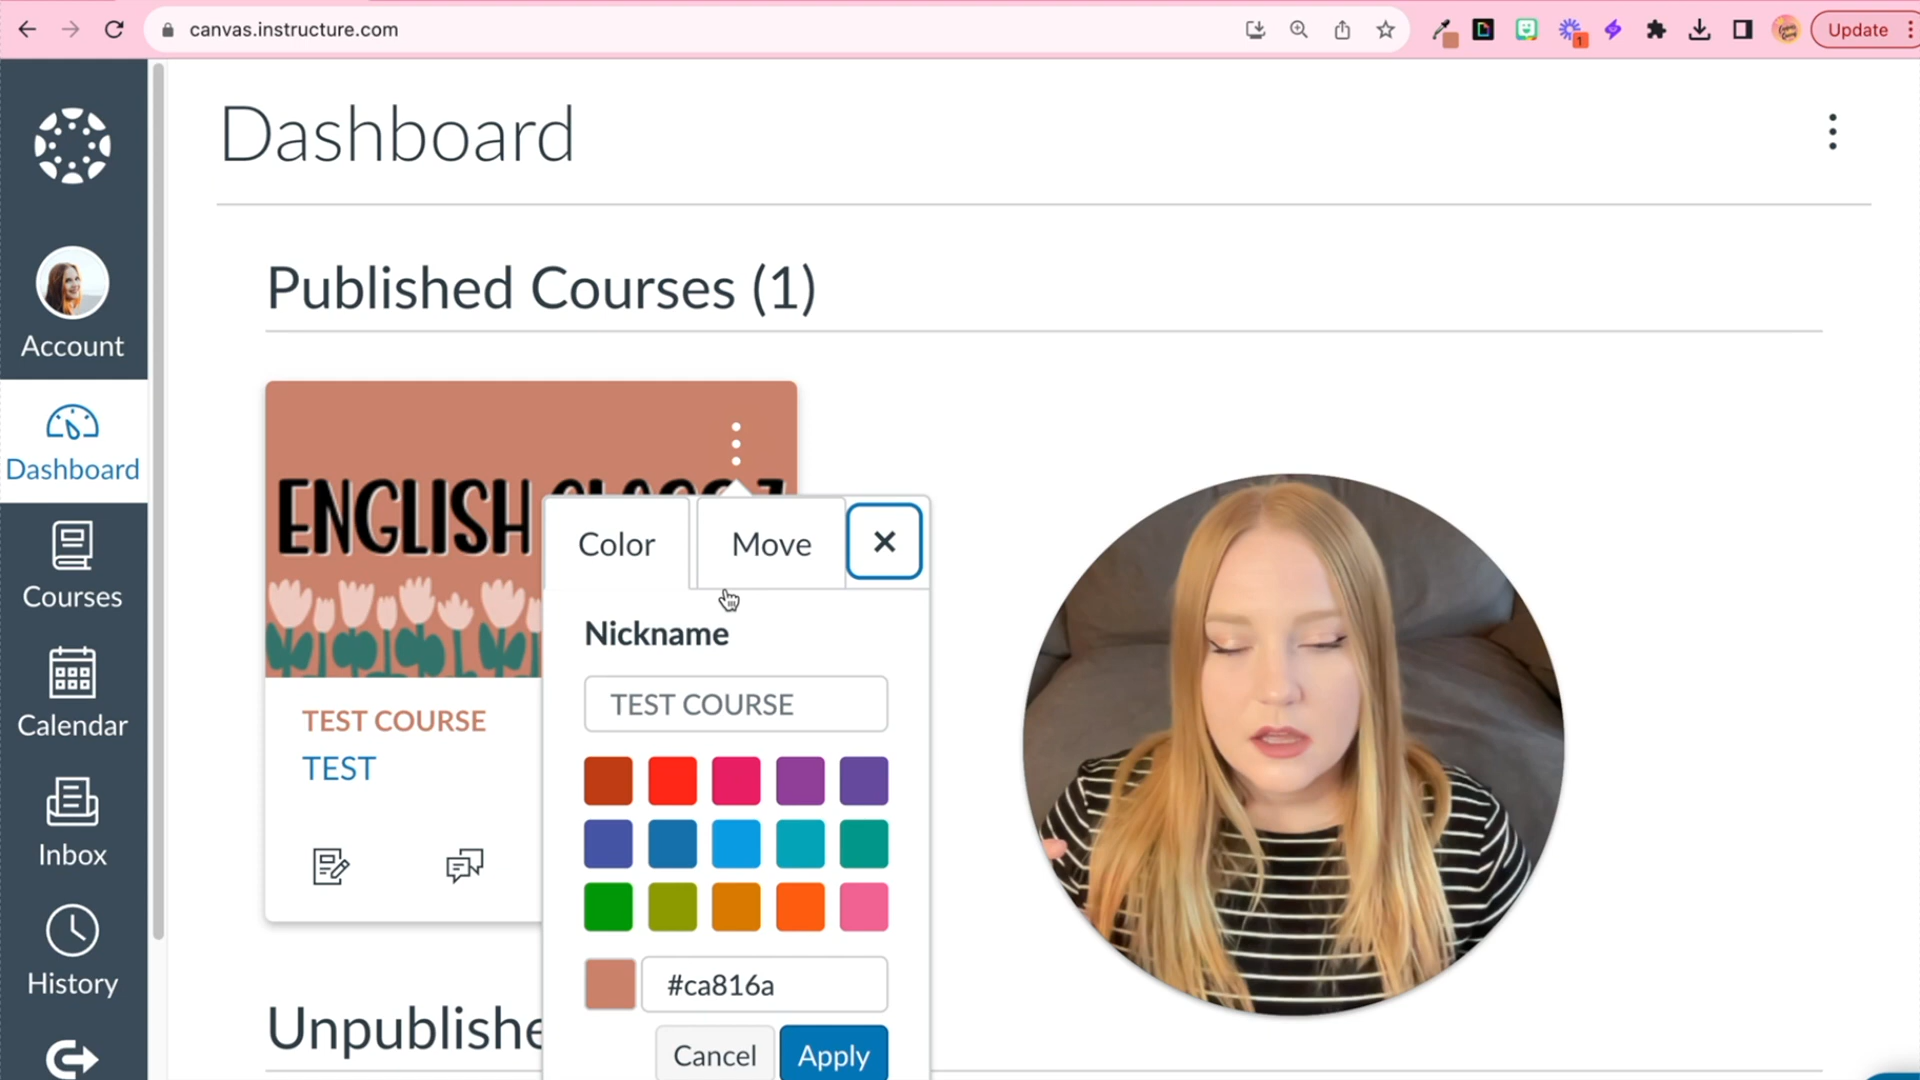 canvas.instructure.com
1
Update
Dashboard
Account
Dashboard
Courses
Calendar
Inbox
History
Published Courses (1)
ENGLISH
Color
Move
Nickname
TEST COURSE
TEST COURSE
TEST
#ca816a
Cancel
Apply
Unpublishe